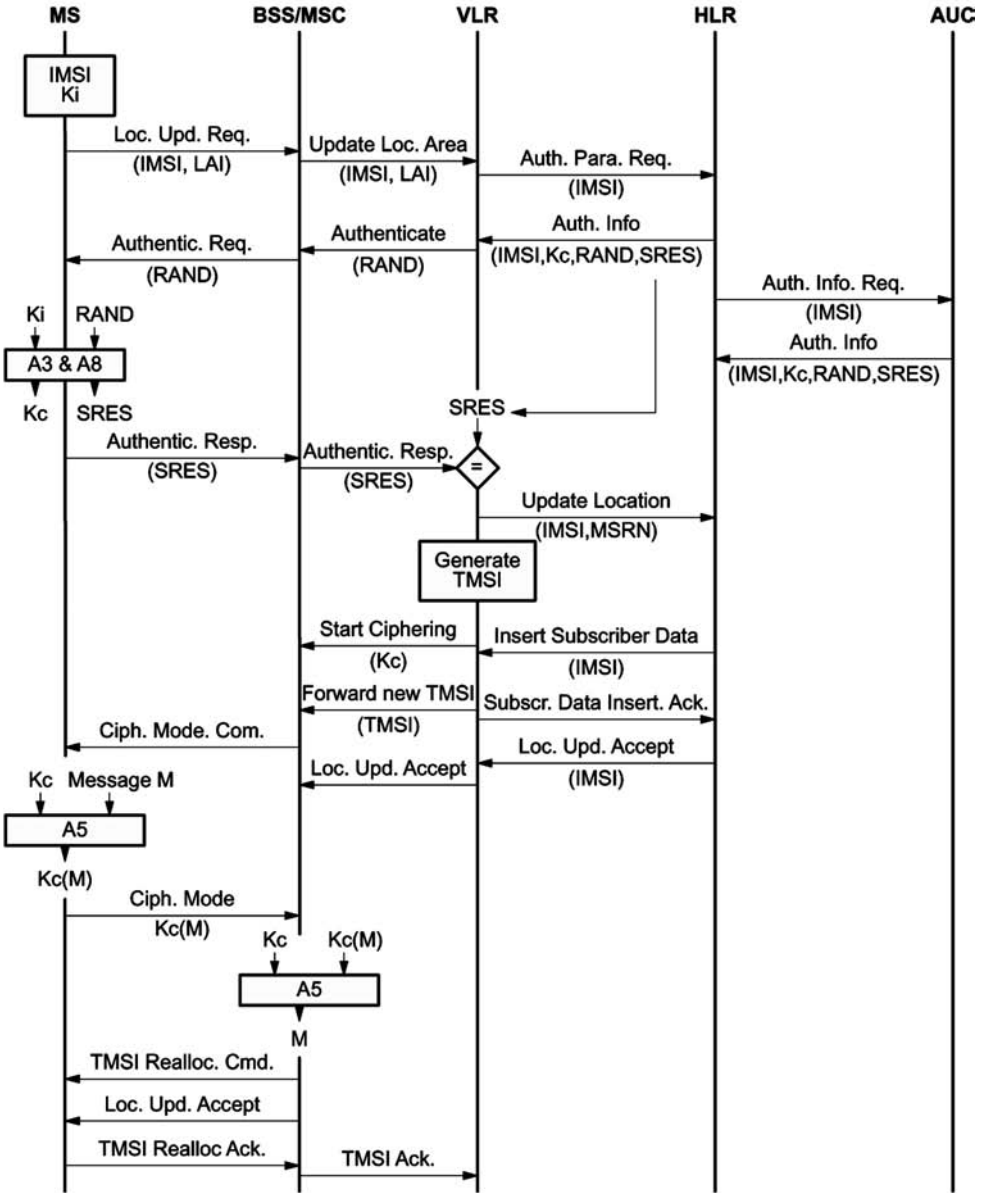 MS BSS/MSC VLR HLR AUC
IMSI
Ki
Loc. Upd. Req.
(IMSI, LAI)
Update Loc. Area
(IMSI, LAI)
Auth. Para. Req.
(IMSI)
Auth. Info
(IMSI,Kc,RAND,SRES)
Authenticate
(RAND)
Authentic. Req.
(RAND)
Auth. Info. Req.
(IMSI)
Auth. Info
(IMSI,Kc,RAND,SRES)
Ki RAND
A3 & A8
Kc SRES
SRES
Authentic. Resp.
(SRES)
Authentic. Resp.
(SRES)
=
Update Location
(IMSI,MSRN)
Generate
TMSI
Start Ciphering
(Kc)
Insert Subscriber Data
(IMSI)
Forward new TMSI
(TMSI)
Subscr. Data Insert. Ack.
Ciph. Mode. Com.
Loc. Upd. Accept
(IMSI)
Loc. Upd. Accept
Kc Message M
A5
Kc(M)
Ciph. Mode
Kc(M)
Kc Kc(M)
A5
M
TMSI Realloc. Cmd.
Loc. Upd. Accept
TMSI Realloc Ack.
TMSI Ack.